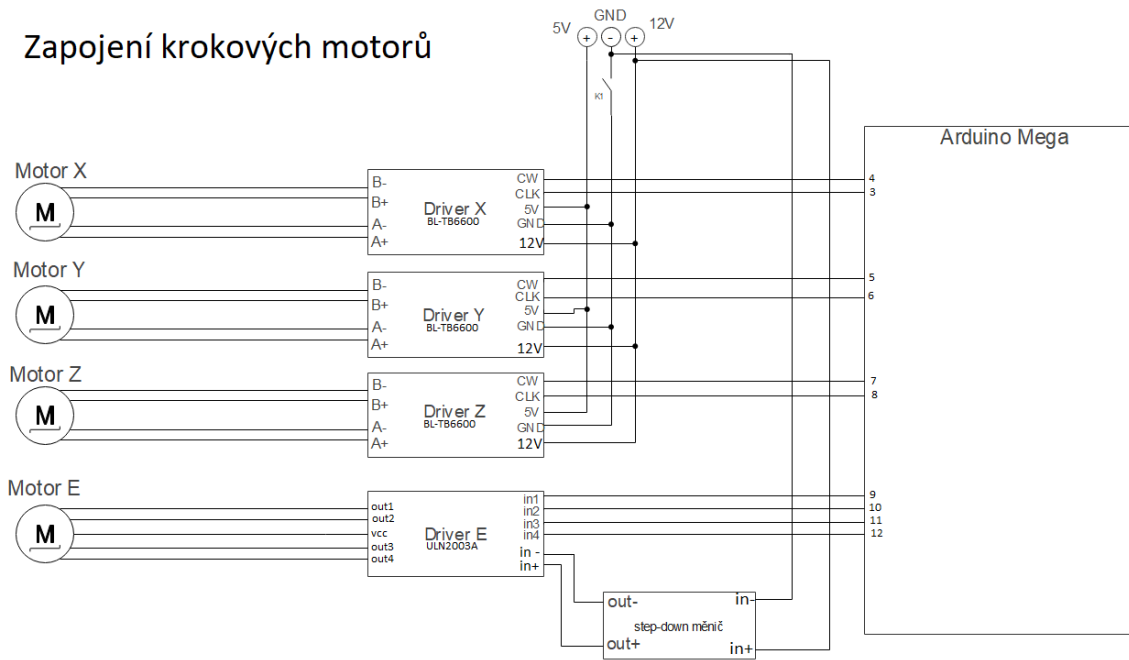 Zapojení krokových motorů
5V
GND
12V
+
-
+
K1
Arduino Mega
Motor X
M
B-
B+
A-
A+
Driver X
BL-TB6600
CW
CLK
5V
GND
12V
4
3
Motor Y
M
B-
B+
A-
A+
Driver Y
BL-TB6600
CW
CLK
5V
GND
12V
5
6
Motor Z
M
B-
B+
A-
A+
Driver Z
BL-TB6600
CW
CLK
5V
GND
12V
7
8
Motor E
M
out1
out2
vcc
out3
out4
Driver E
ULN2003A
in1
in2
in3
in4
in -
in+
9
10
11
12
out-
in-
step-down měnič
out+
in+